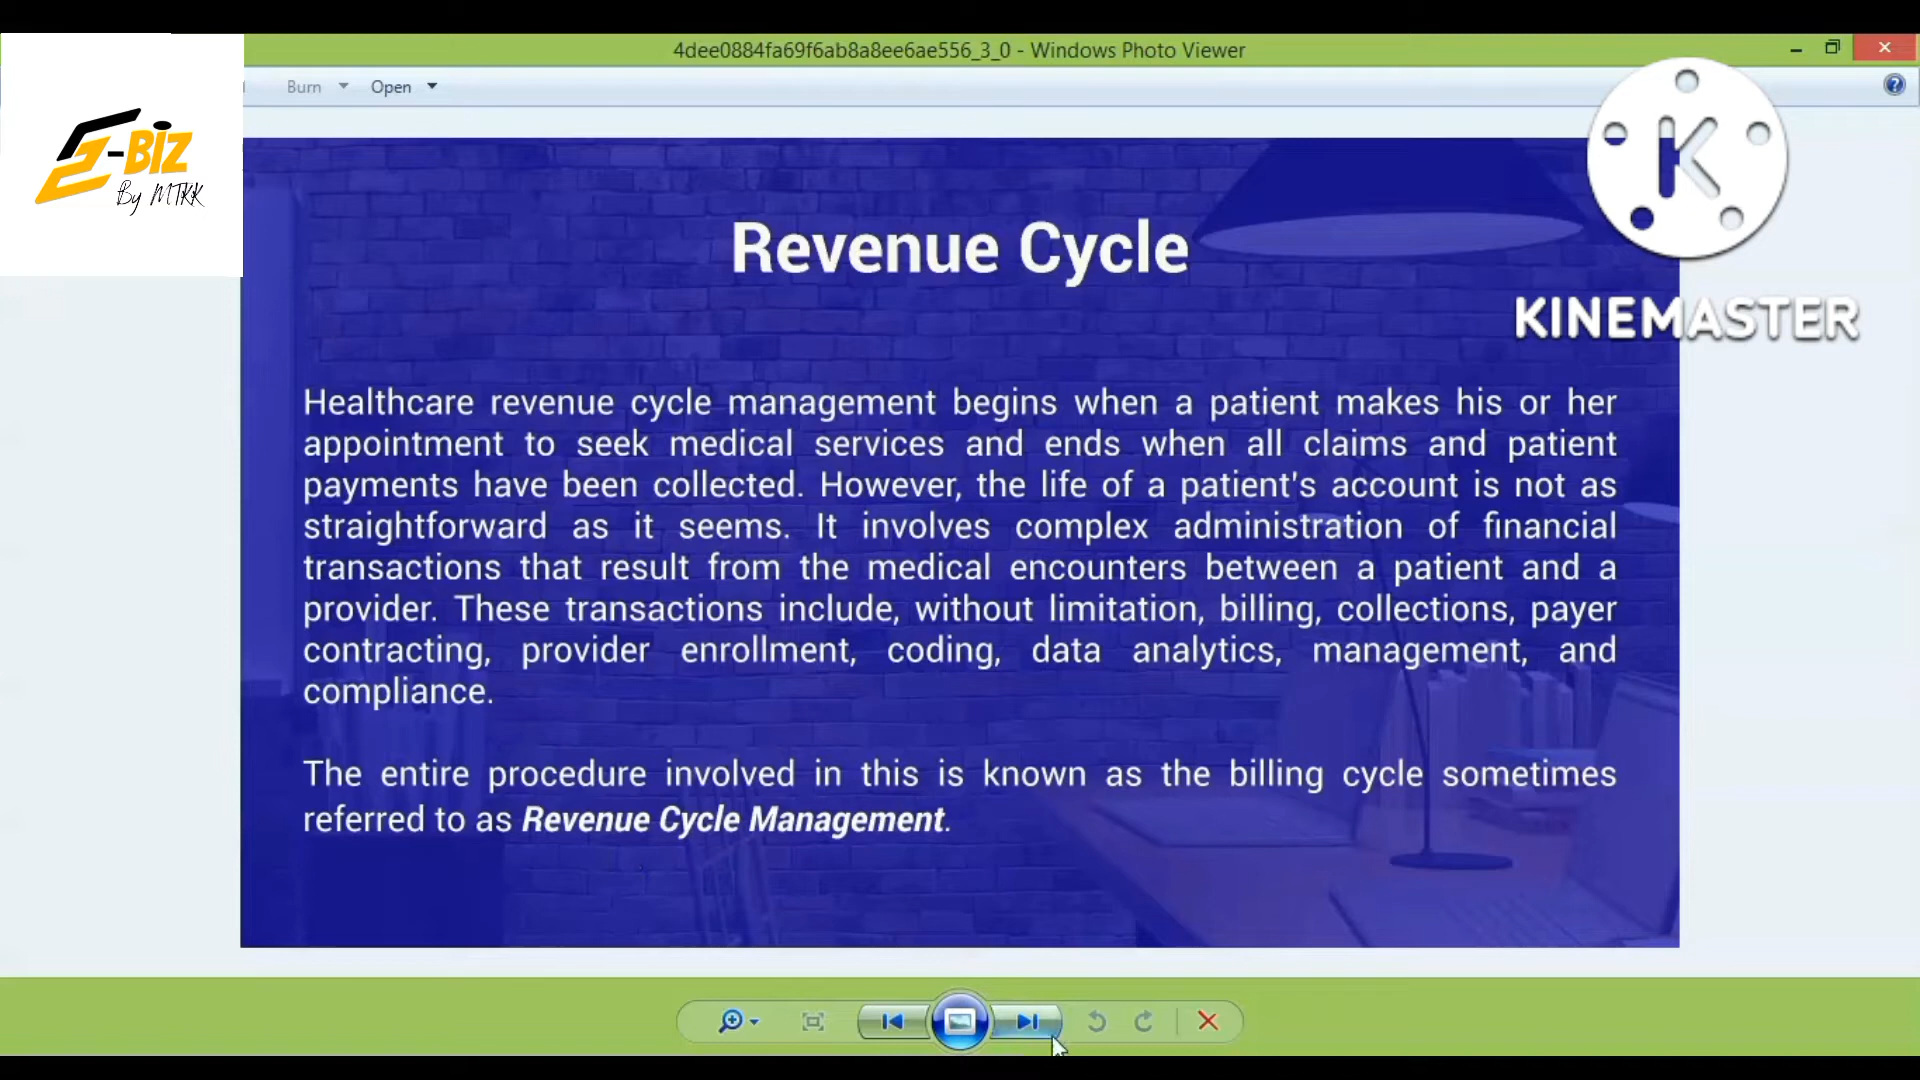 4dee0884fa69f6ab8a8ee6ae556_3_0 - Windows Photo Viewer
Burn
Open
E-BIZ
By MTKK
K
KINEMASTER
Revenue Cycle
Healthcare revenue cycle management begins when a patient makes his or her
appointment to seek medical services and ends when all claims and patient
payments have been collected. However, the life of a patient's account is not as
straightforward as it seems. It involves complex administration of financial
transactions that result from the medical encounters between a patient and a
provider. These transactions include, without limitation, billing, collections, payer
contracting, provider enrollment, coding, data analytics, management, and
compliance.
The entire procedure involved in this is known as the billing cycle sometimes
referred to as Revenue Cycle Management.